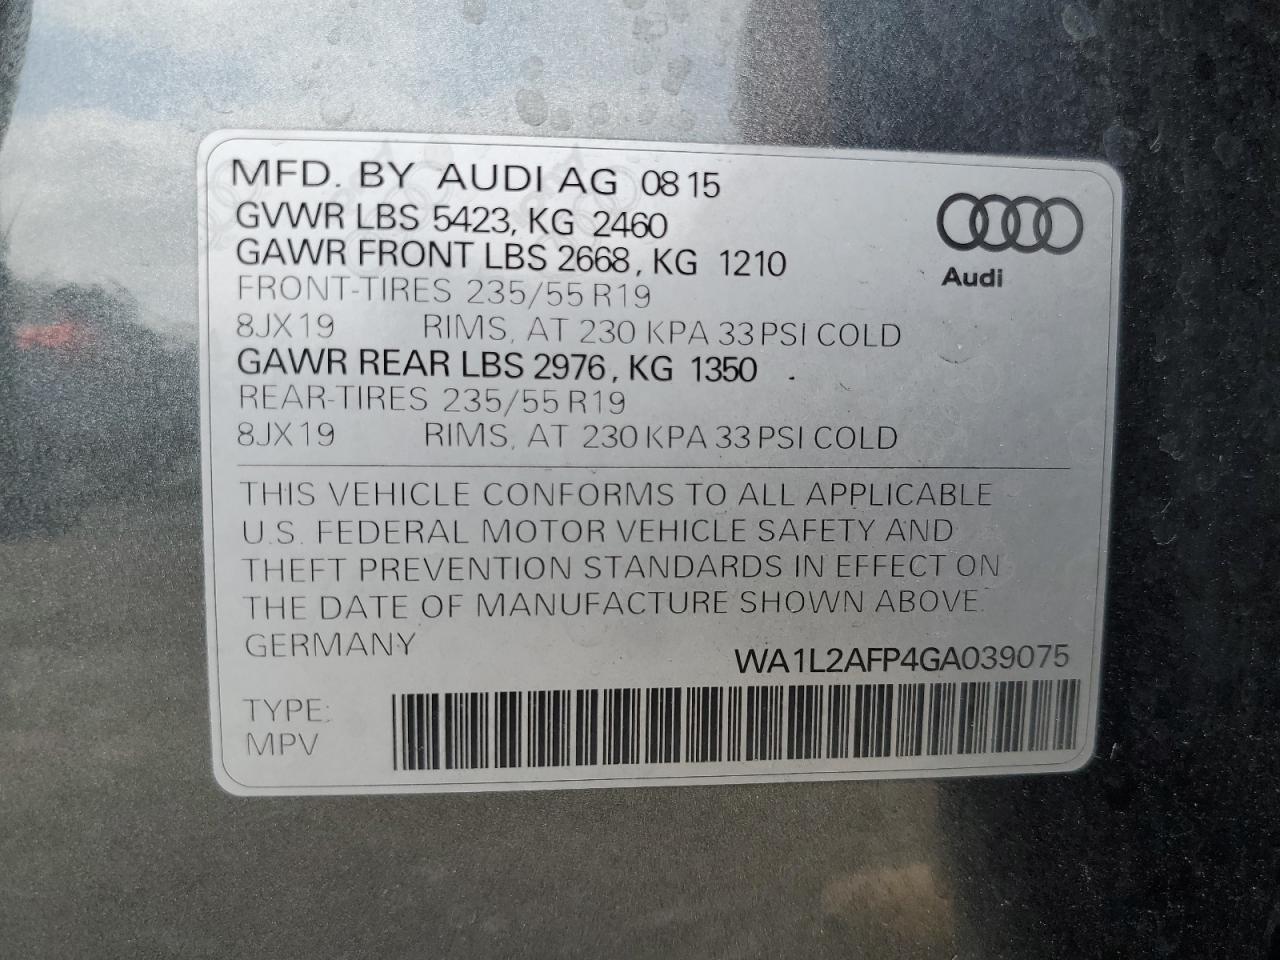 MFD. BY AUDI AG 08 15
GVWR LBS 5423, KG 2460
GAWR FRONT LBS 2668, KG 1210
FRONT-TIRES 235/55 R19
8JX19 RIMS, AT 230 KPA 33 PSI COLD
GAWR REAR LBS 2976, KG 1350
REAR-TIRES 235/55 R19
8JX19 RIMS, AT 230 KPA 33 PSI COLD
Audi
THIS VEHICLE CONFORMS TO ALL APPLICABLE
U.S. FEDERAL MOTOR VEHICLE SAFETY AND
THEFT PREVENTION STANDARDS IN EFFECT ON
THE DATE OF MANUFACTURE SHOWN ABOVE.
GERMANY
WA1L2AFP4GA039075
TYPE:
MPV